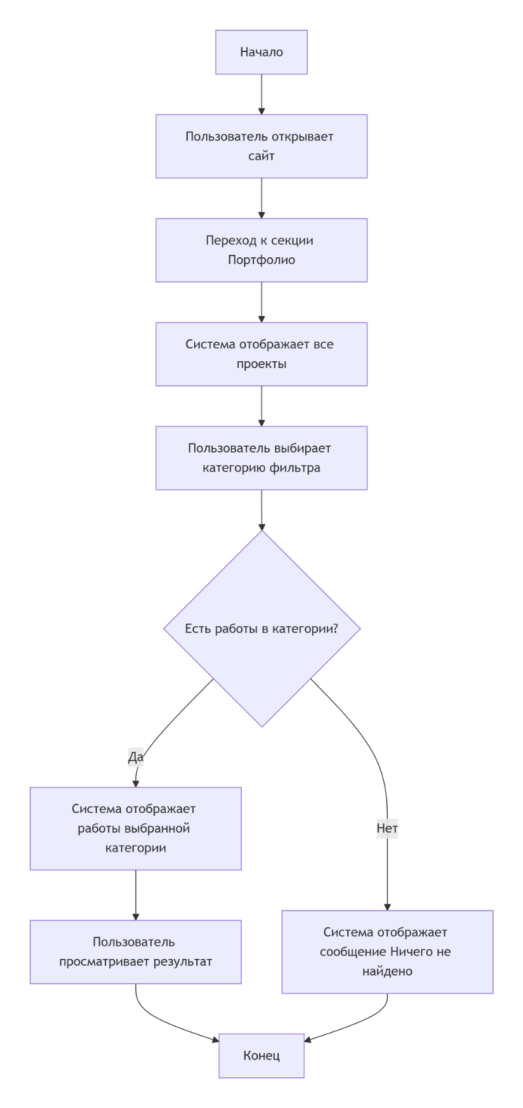 Начало
Пользователь открывает
сайт
Переход к секции
Портфолио
Система отображает все
проекты
Пользователь выбирает
категорию фильтра
Есть работы в категории?
Да
Нет
Система отображает
работы выбранной
категории
Пользователь
просматривает результат
Система отображает
сообщение Ничего не
найдено
Конец